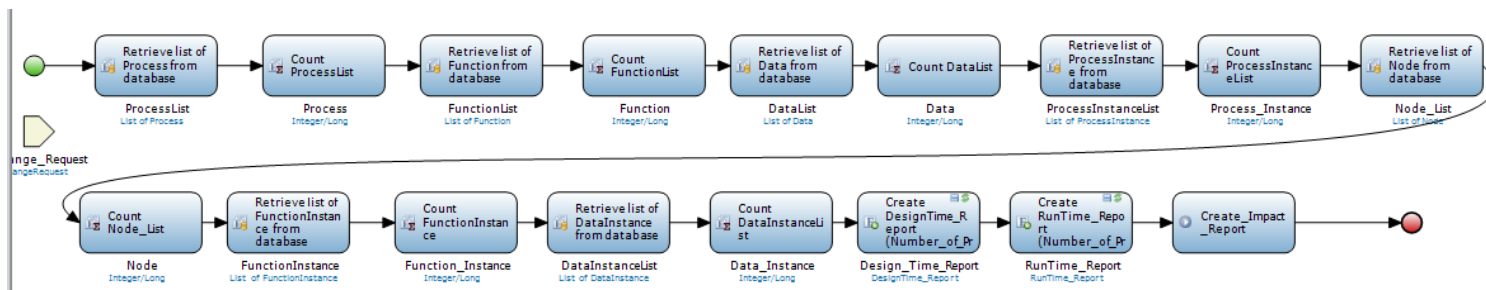 Retrieve list of
Process from
database
ProcessList
List of Process
Count
ProcessList
Process
Integer/Long
Retrieve list of
Function from
database
FunctionList
List of Function
Count
FunctionList
Function
Integer/Long
Retrieve list of
Data from
database
DataList
List of Data
Count DataList
Data
Integer/Long
Retrieve list of
ProcessInstanc
e from
database
ProcessInstanceList
List of ProcessInstance
Count
ProcessInstanc
eList
Process_Instance
Integer/Long
Retrieve list of
Node from
database
Node_List
List of Node
ange_Request
angeRequest
Count
Node_List
Node
Integer/Long
Retrieve list of
FunctionInstan
ce from
database
FunctionInstance
List of FunctionInstance
Count
FunctionInstan
ce
Function_Instance
Integer/Long
Retrieve list of
DataInstance
from database
DataInstanceList
List of DataInstance
Count
DataInstanceLi
st
Data_Instance
Integer/Long
Create
DesignTime_R
eport
(Number_of_Pr
Design_Time_Report
DesignTime_Report
Create
RunTime_Repo
rt
(Number_of_Pr
RunTime_Report
RunTime_Report
Create_Impact
_Report